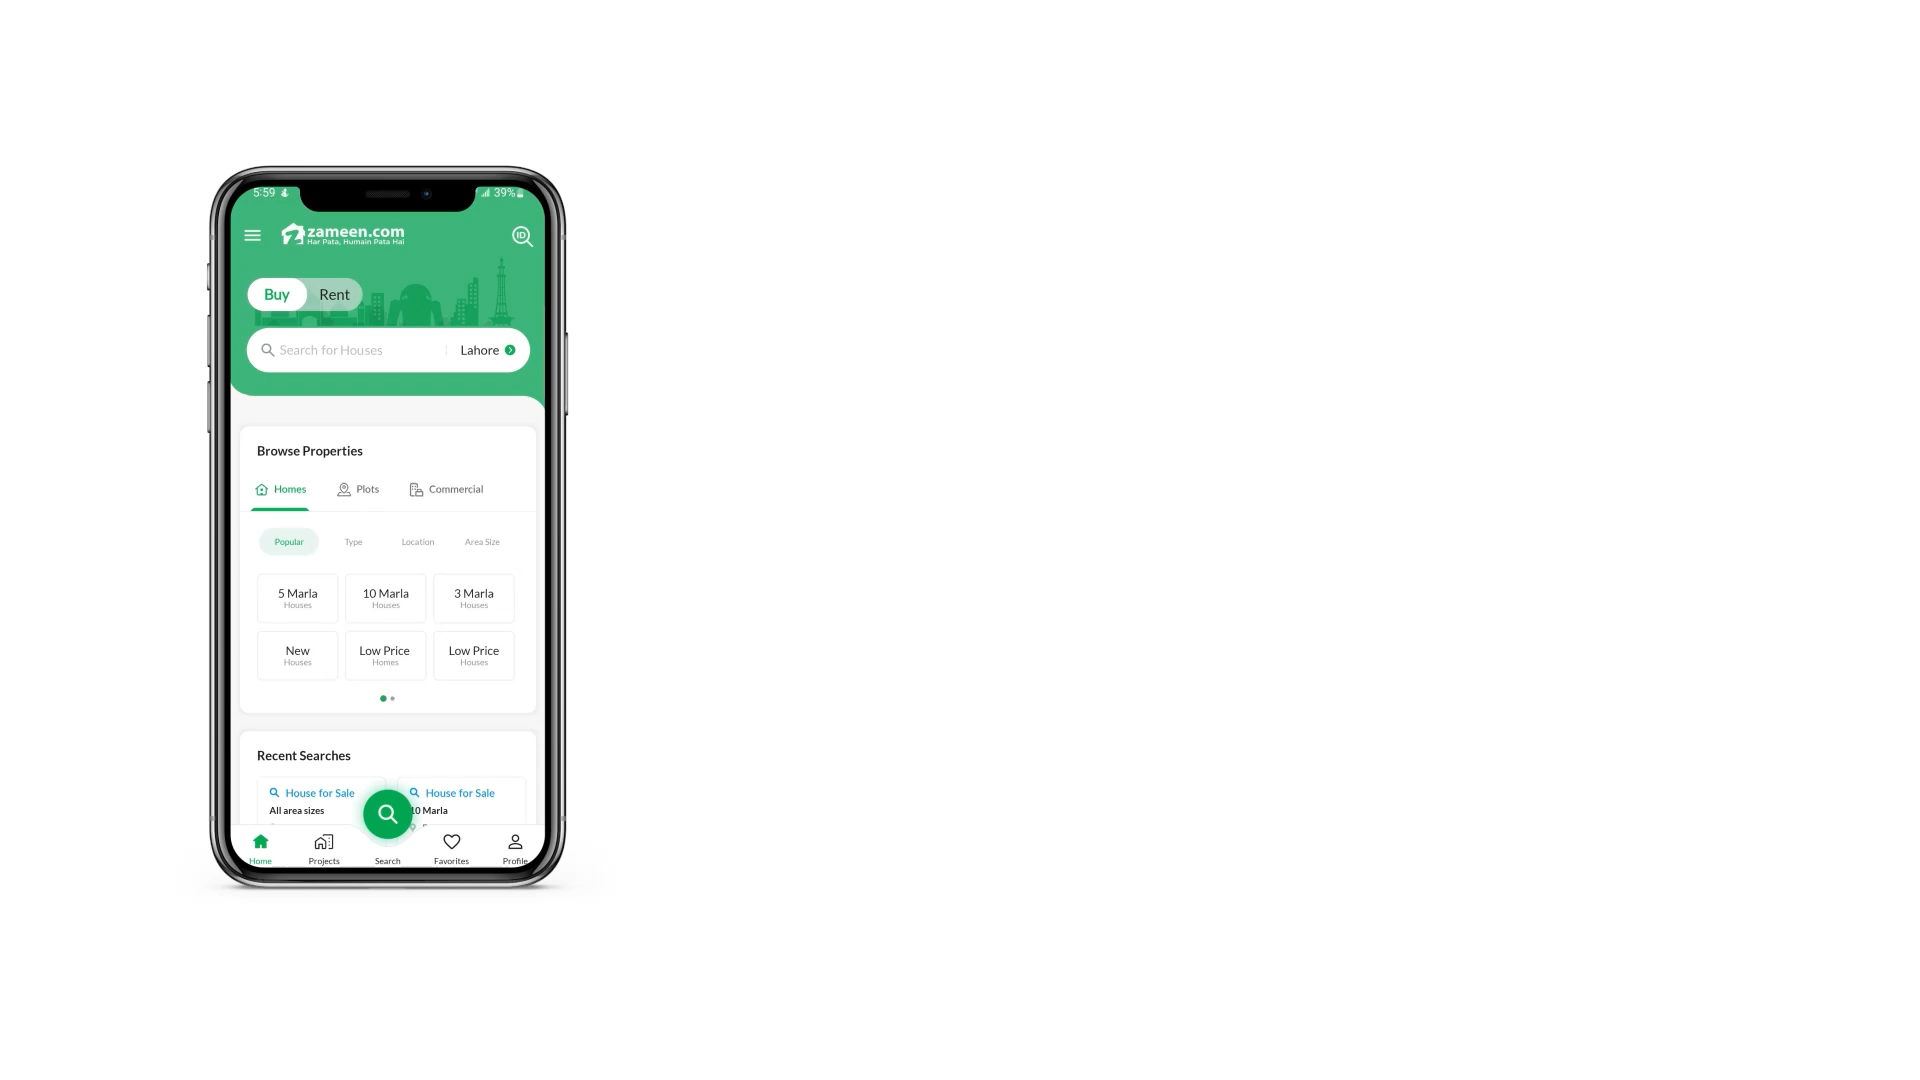 5:59 39%
zameen.com
Har Pata, Humain Pata Hai
ID
Buy Rent
Search for Houses Lahore
Browse Properties
Homes Plots Commercial
Popular Type Location Area Size
5 Marla 10 Marla 3 Marla
Houses Houses Houses
New Low Price Low Price
Houses Homes Houses
Recent Searches
House for Sale House for Sale
All area sizes 10 Marla
Home Projects Search Favorites Profile